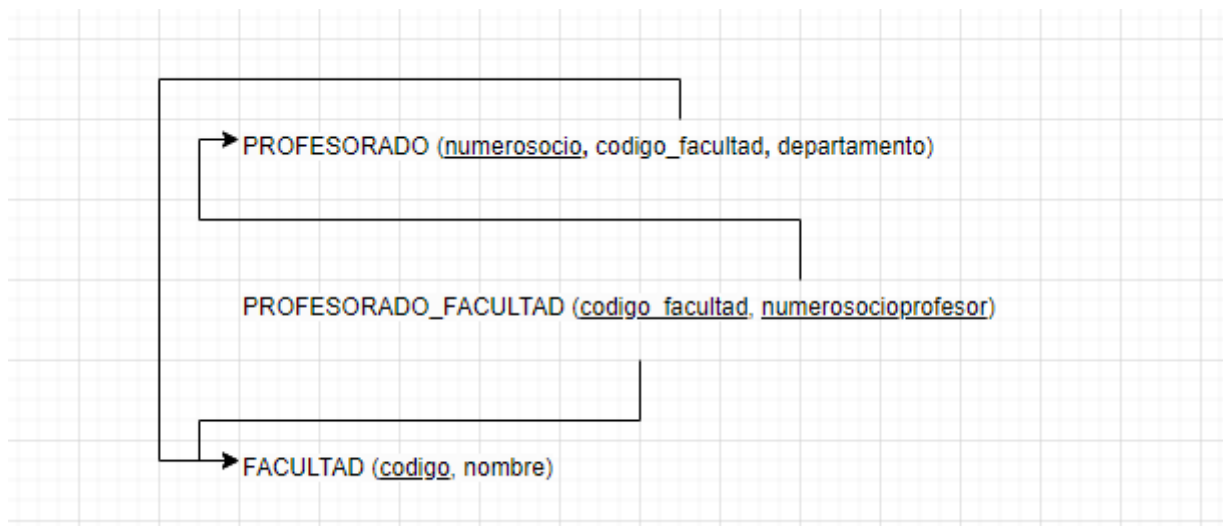 PROFESORADO (numerosocio, codigo_facultad, departamento)
PROFESORADO_FACULTAD (codigo_facultad, numerosocioprofesor)
FACULTAD (codigo, nombre)